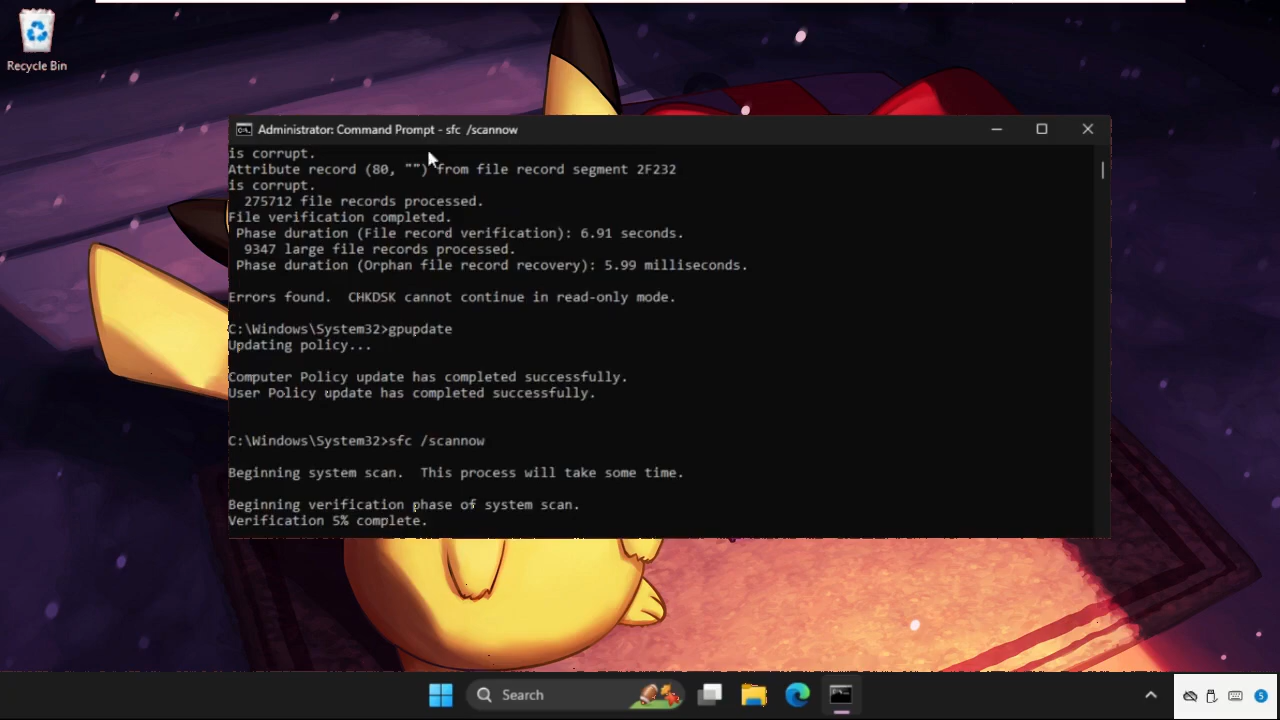 Recycle Bin
Administrator: Command Prompt - sfc /scannow
is corrupt.
Attribute record (80, "") from file record segment 2F232
is corrupt.
275712 file records processed.
File verification completed.
Phase duration (File record verification): 6.91 seconds.
9347 large file records processed.
Phase duration (Orphan file record recovery): 5.99 milliseconds.
Errors found.  CHKDSK cannot continue in read-only mode.
C:\Windows\System32>gpupdate
Updating policy...
Computer Policy update has completed successfully.
User Policy update has completed successfully.
C:\Windows\System32>sfc /scannow
Beginning system scan.  This process will take some time.
Beginning verification phase of system scan.
Verification 5% complete.
Search
5